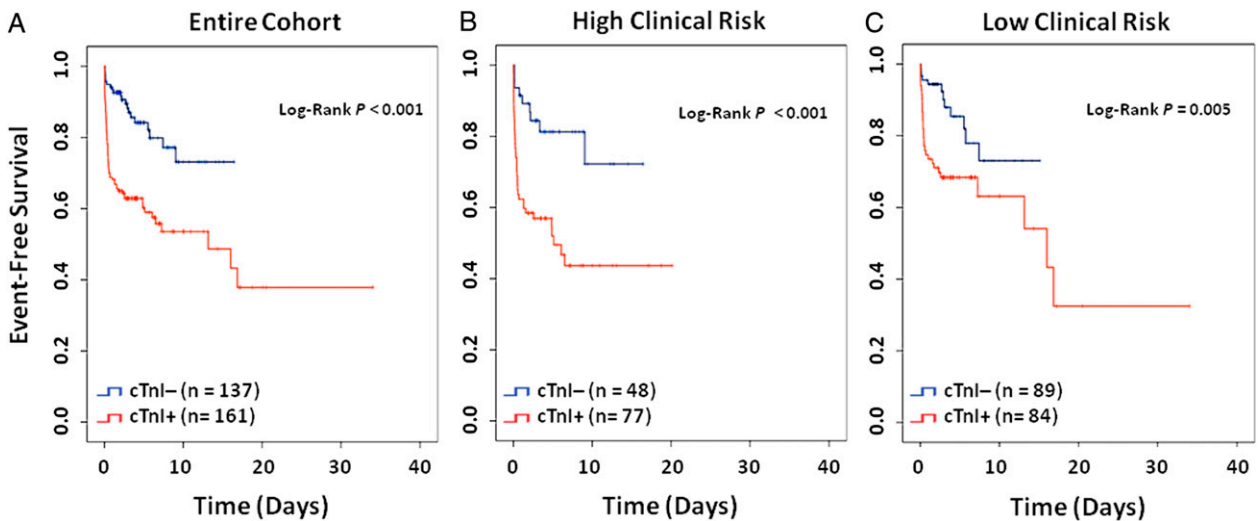 A
Entire Cohort
Event-Free Survival
1.0
0.8
0.6
0.4
0.2
0.0
Log-Rank P < 0.001
cTnI– (n = 137)
cTnI+ (n= 161)
0 10 20 30 40
Time (Days)
B
High Clinical Risk
1.0
0.8
0.6
0.4
0.2
0.0
Log-Rank P < 0.001
cTnI– (n = 48)
cTnI+ (n= 77)
0 10 20 30 40
Time (Days)
C
Low Clinical Risk
1.0
0.8
0.6
0.4
0.2
0.0
Log-Rank P = 0.005
cTnI– (n = 89)
cTnI+ (n= 84)
0 10 20 30 40
Time (Days)